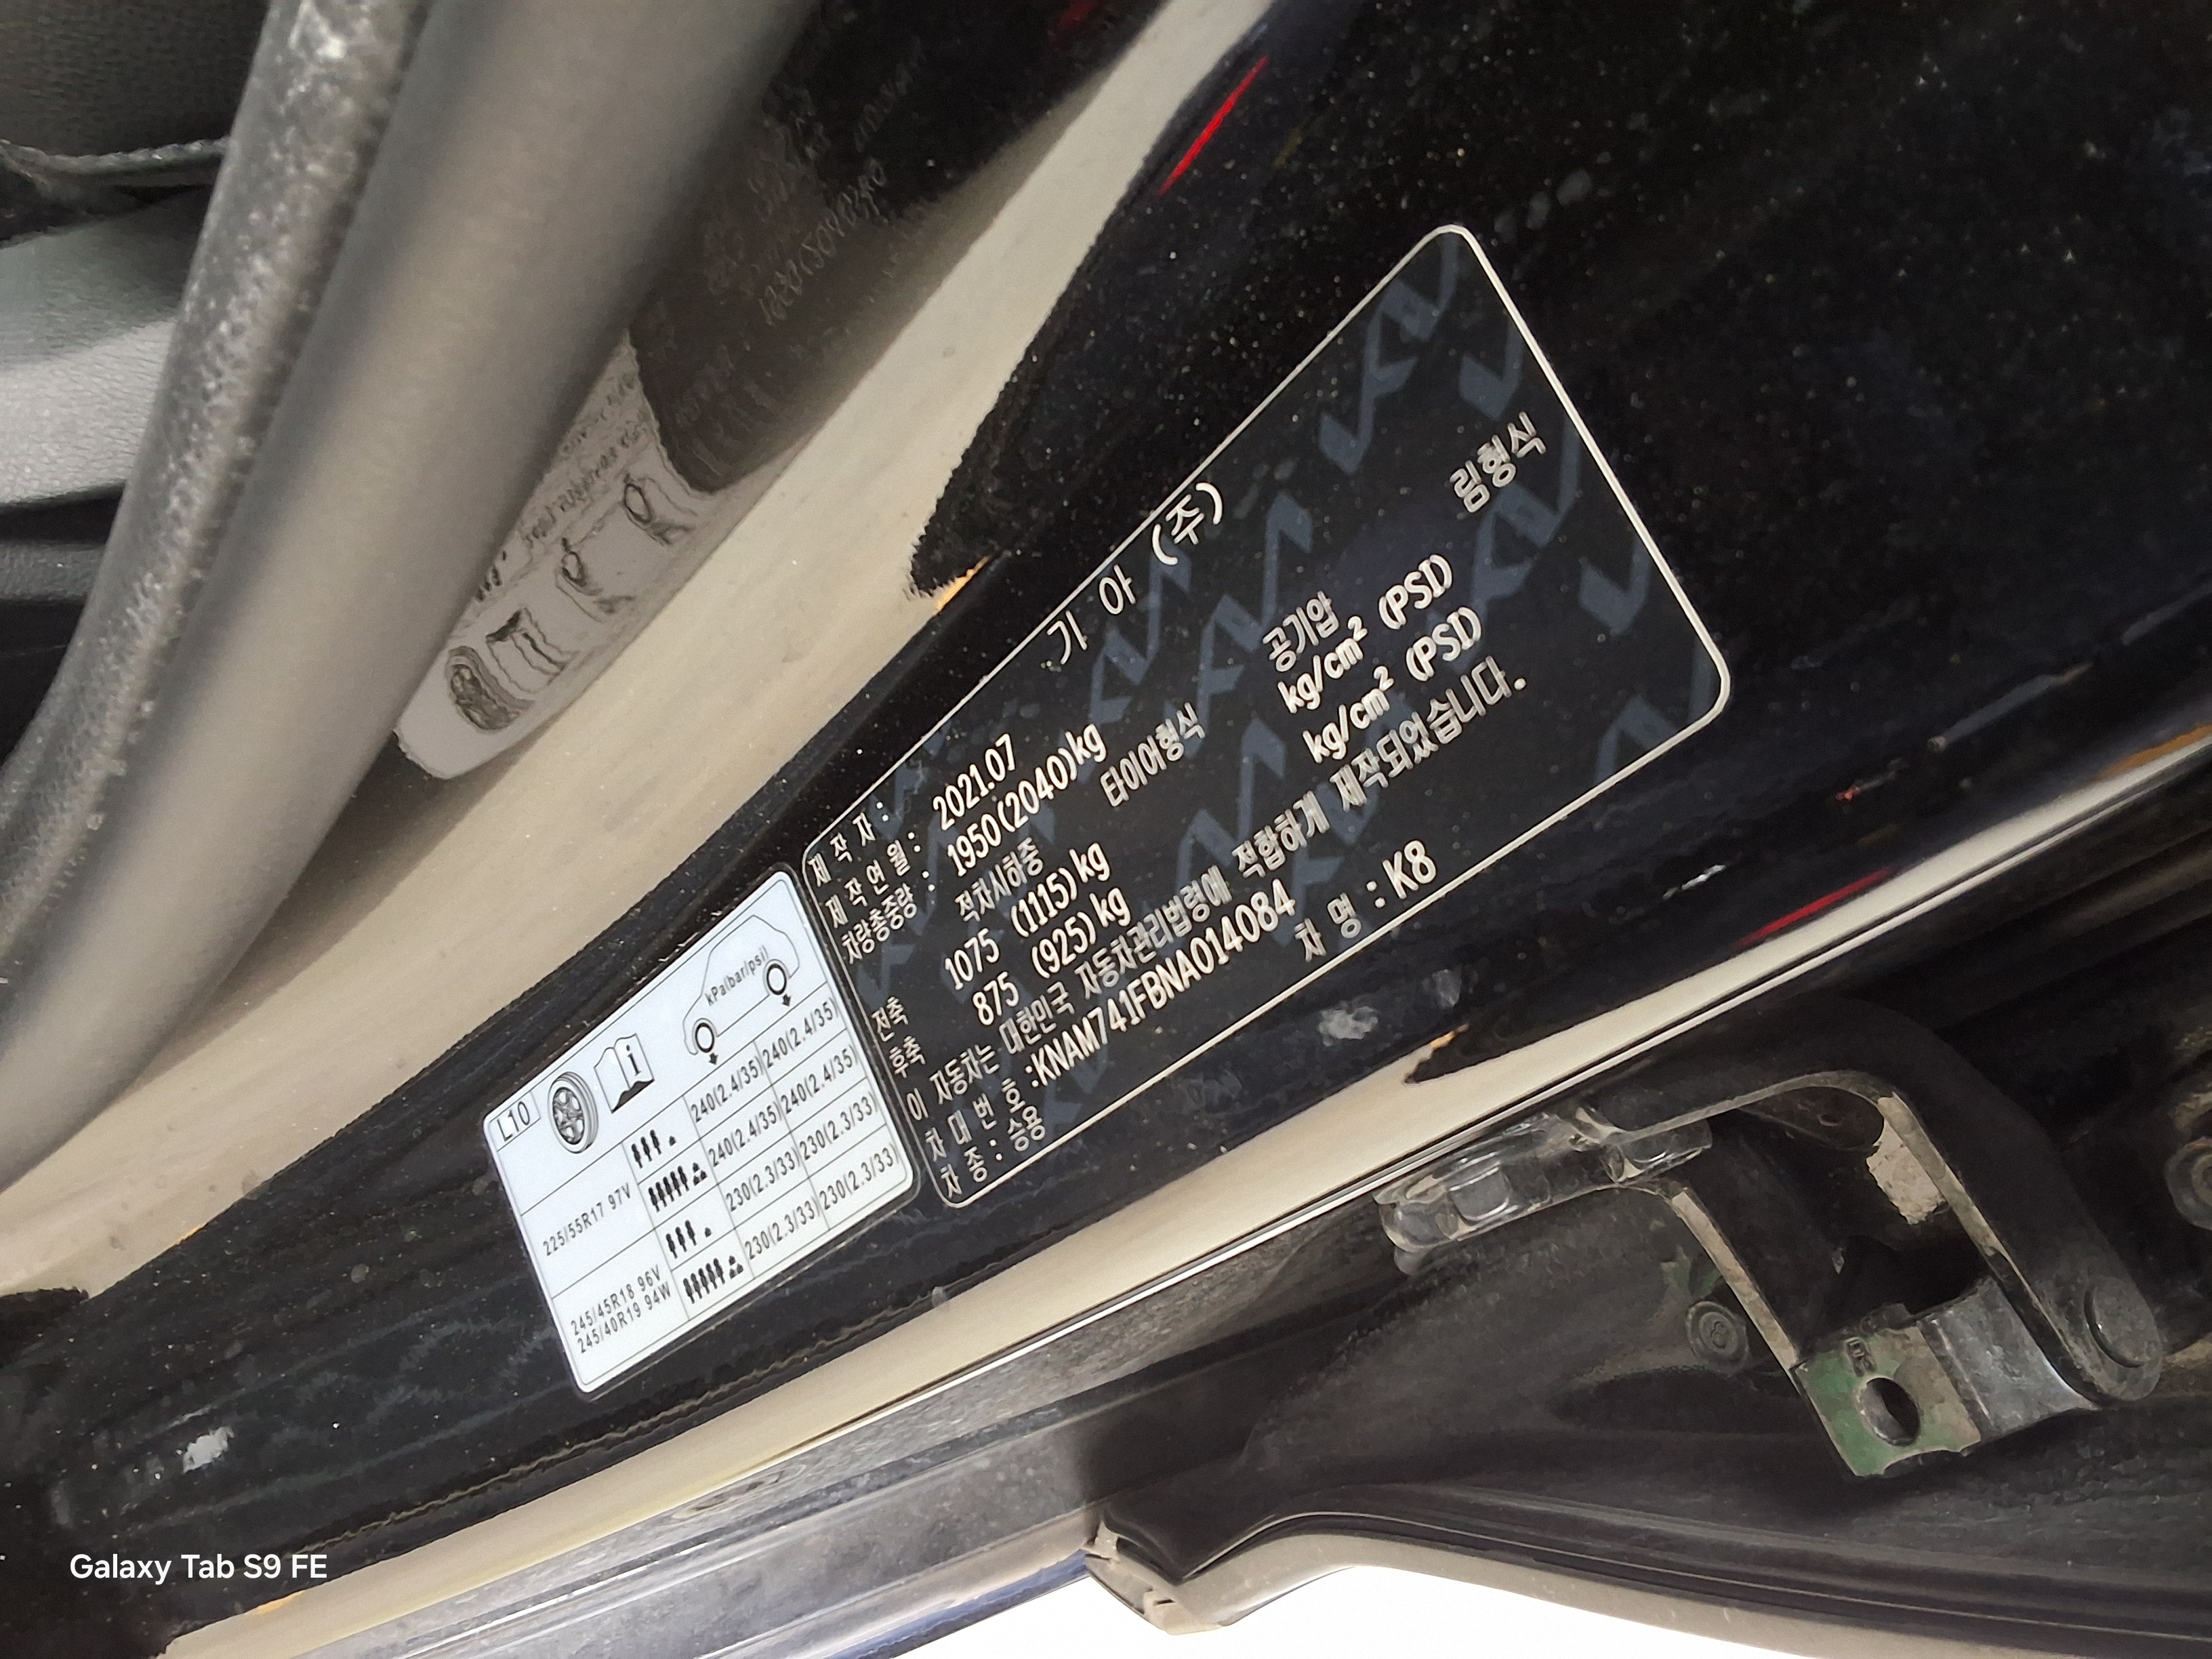 L10
kPa(bar/psi)
225/55R17 97V
240(2.4/35) 240(2.4/35)
240(2.4/35) 240(2.4/35)
245/45R18 96V
245/40R19 94W
230(2.3/33) 230(2.3/33)
230(2.3/33) 230(2.3/33)
제 작 자 : 기 아 (주)
제 작 연 월 : 2021.07
차량총중량 : 1950(2040)kg
적차시하중 타이어형식 공기압 림형식
전축 1075 (1115)kg kg/cm² (PSI)
후축 875 (925)kg kg/cm² (PSI)
이 자동차는 대한민국 자동차관리법령에 적합하게 제작되었습니다.
차 대 번 호 :KNAM741FBNA014084
차 종 : 승용 차 명 : K8
Galaxy Tab S9 FE